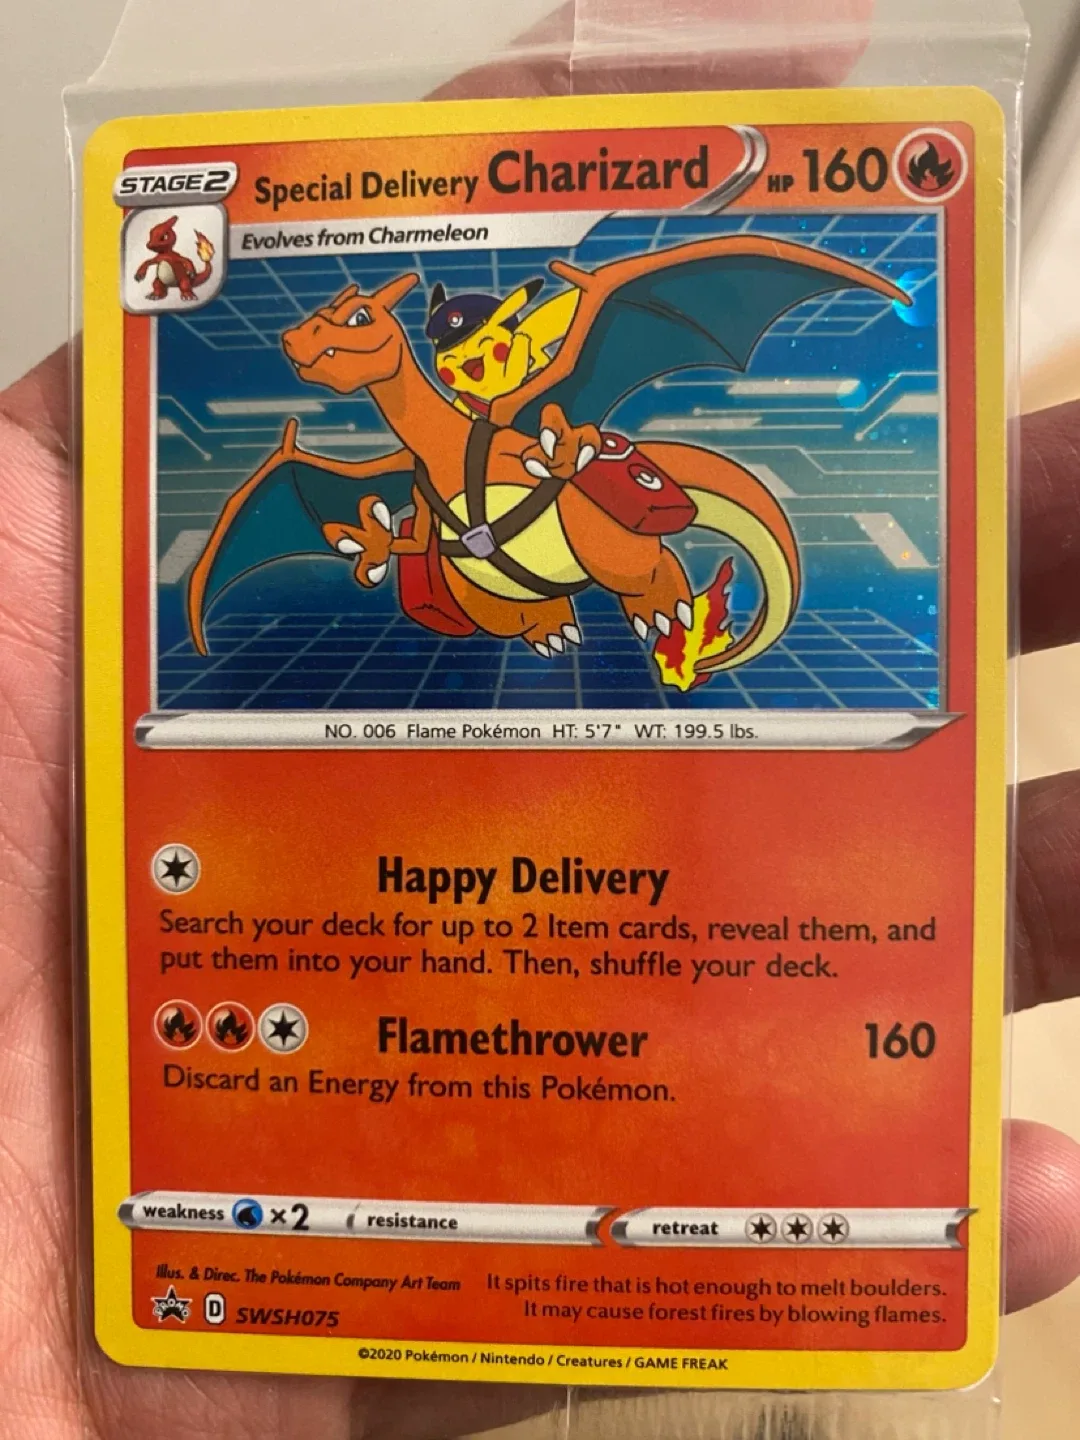 STAGE2
Special Delivery Charizard HP 160
Evolves from Charmeleon
NO. 006 Flame Pokémon HT: 5'7" WT: 199.5 lbs.
Happy Delivery
Search your deck for up to 2 Item cards, reveal them, and
put them into your hand. Then, shuffle your deck.
Flamethrower 160
Discard an Energy from this Pokémon.
weakness ×2 resistance retreat
Illus. & Direc. The Pokémon Company Art Team
It spits fire that is hot enough to melt boulders.
It may cause forest fires by blowing flames.
D SWSH075
©2020 Pokémon / Nintendo / Creatures / GAME FREAK